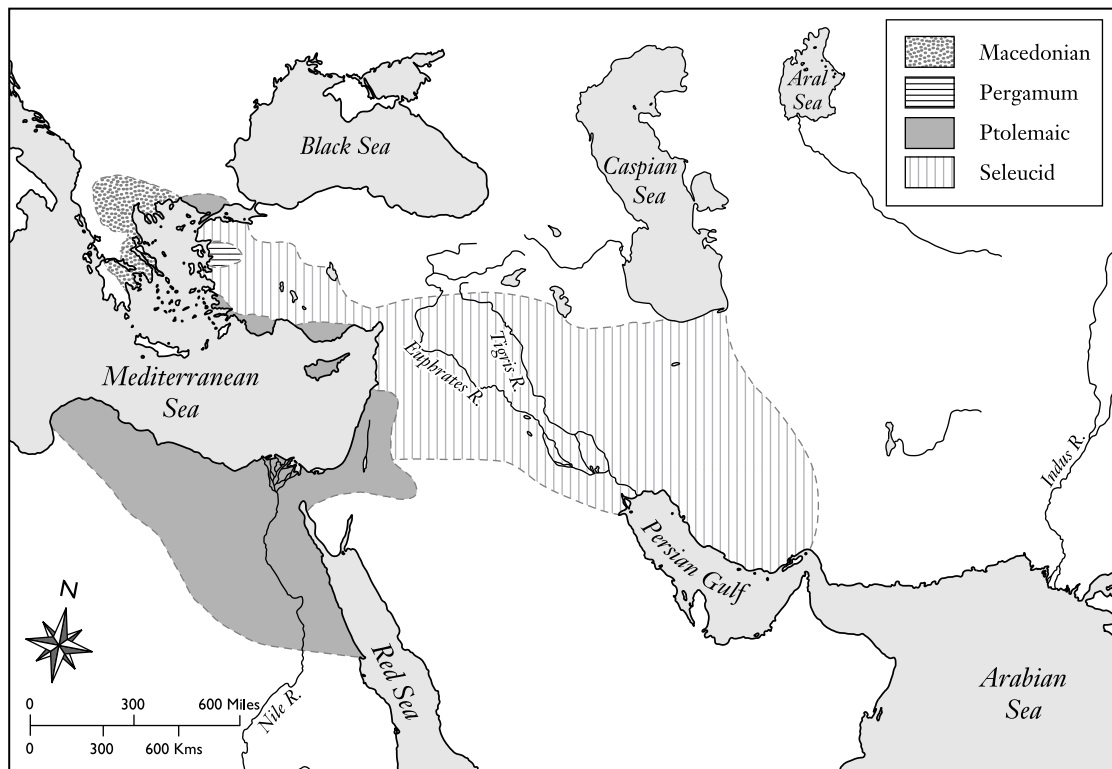 Macedonian
Pergamum
Ptolemaic
Seleucid
Aral
Sea
Black Sea
Caspian
Sea
Tigris R.
Euphrates R.
Mediterranean
Sea
Indus R.
Persian Gulf
N
Red Sea
Nile R.
Arabian
Sea
0 300 600 Miles
0 300 600 Kms